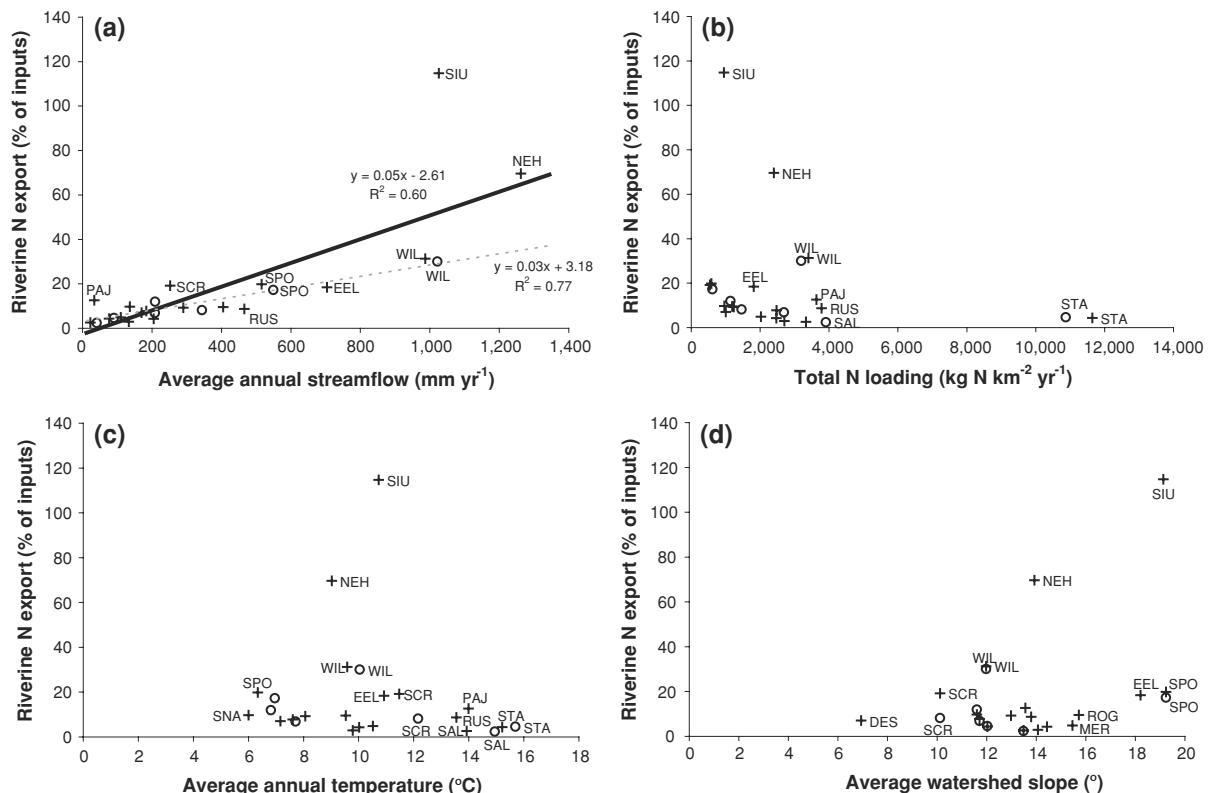 (a)
Riverine N export (% of inputs)
140
120
100
80
60
40
20
0
SIU
NEH
y = 0.05x - 2.61
R² = 0.60
WIL
WIL
y = 0.03x + 3.18
R² = 0.77
SPO
SPO
EEL
SCR
PAJ
RUS
0 200 400 600 800 1,000 1,200 1,400
Average annual streamflow (mm yr⁻¹)
(b)
Riverine N export (% of inputs)
140
120
100
80
60
40
20
0
SIU
NEH
WIL
WIL
EEL
PAJ
RUS
SAL
STA
STA
0 2,000 4,000 6,000 8,000 10,000 12,000 14,000
Total N loading (kg N km⁻² yr⁻¹)
(c)
Riverine N export (% of inputs)
140
120
100
80
60
40
20
0
SIU
NEH
WIL
WIL
SPO
EEL
SCR
PAJ
SNA
RUS
STA
SCR
SAL
STA
SAL
0 2 4 6 8 10 12 14 16 18
Average annual temperature (°C)
(d)
Riverine N export (% of inputs)
140
120
100
80
60
40
20
0
SIU
NEH
WIL
WIL
EEL
SPO
SCR
SPO
ROG
DES
SCR
MER
0 2 4 6 8 10 12 14 16 18 20
Average watershed slope (°)